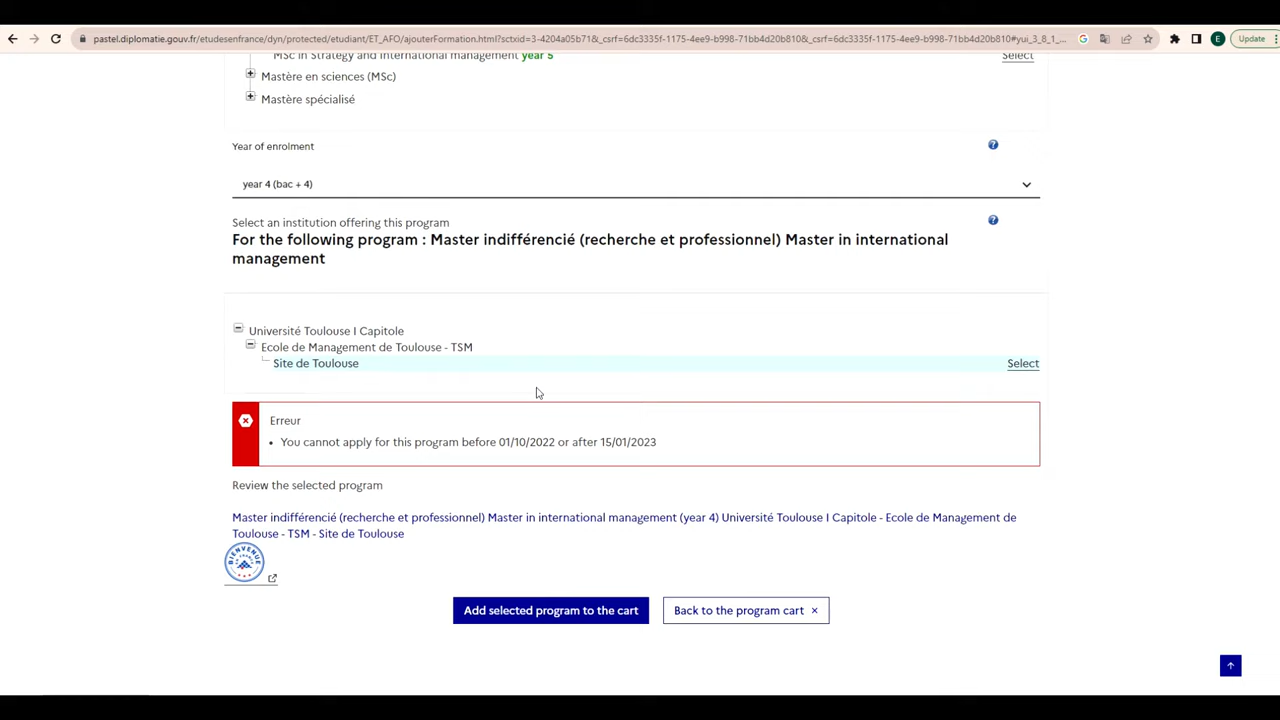 pastel.diplomatie.gouv.fr/etudesenfrance/dyn/protected/etudiant/ET_AFO/ajouterFormation.html?sctxid=3-4204a05b71&_csrf=6dc3335f-1175-4ee9-b998-71bb4d20b810&_csrf=6dc3335f-1175-4ee9-b998-71bb4d20b810#yui_3_8_1_... E Update
MSc in Strategy and International management year 5 Select
Mastère en sciences (MSc)
Mastère spécialisé
Year of enrolment
year 4 (bac + 4)
Select an institution offering this program
For the following program : Master indifférencié (recherche et professionnel) Master in international
management
Université Toulouse I Capitole
Ecole de Management de Toulouse - TSM
Site de Toulouse Select
Erreur
• You cannot apply for this program before 01/10/2022 or after 15/01/2023
Review the selected program
Master indifférencié (recherche et professionnel) Master in international management (year 4) Université Toulouse I Capitole - Ecole de Management de
Toulouse - TSM - Site de Toulouse
BIENVENUE
Add selected program to the cart Back to the program cart ×